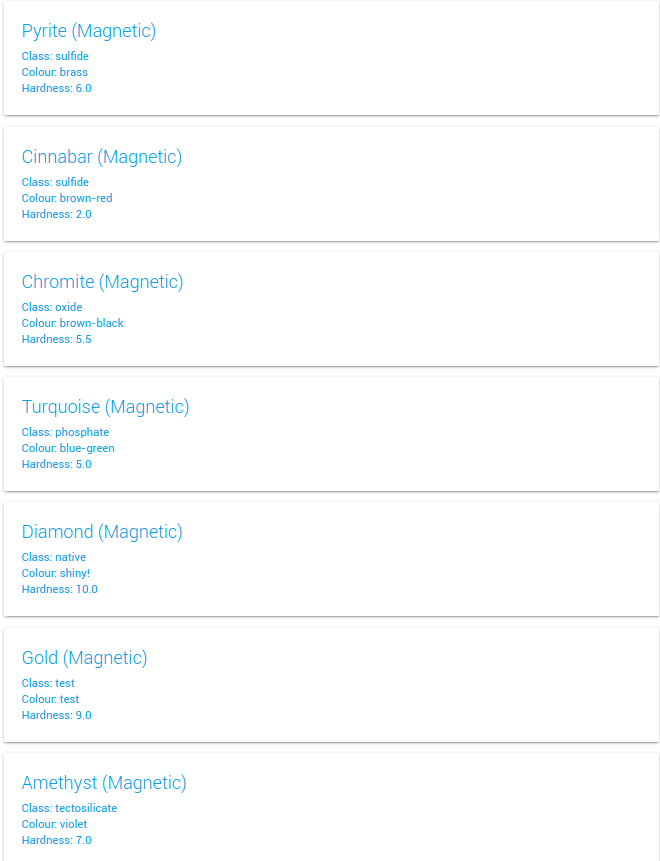 Pyrite (Magnetic)
Class: sulfide
Colour: brass
Hardness: 6.0
Cinnabar (Magnetic)
Class: sulfide
Colour: brown-red
Hardness: 2.0
Chromite (Magnetic)
Class: oxide
Colour: brown-black
Hardness: 5.5
Turquoise (Magnetic)
Class: phosphate
Colour: blue-green
Hardness: 5.0
Diamond (Magnetic)
Class: native
Colour: shiny!
Hardness: 10.0
Gold (Magnetic)
Class: test
Colour: test
Hardness: 9.0
Amethyst (Magnetic)
Class: tectosilicate
Colour: violet
Hardness: 7.0